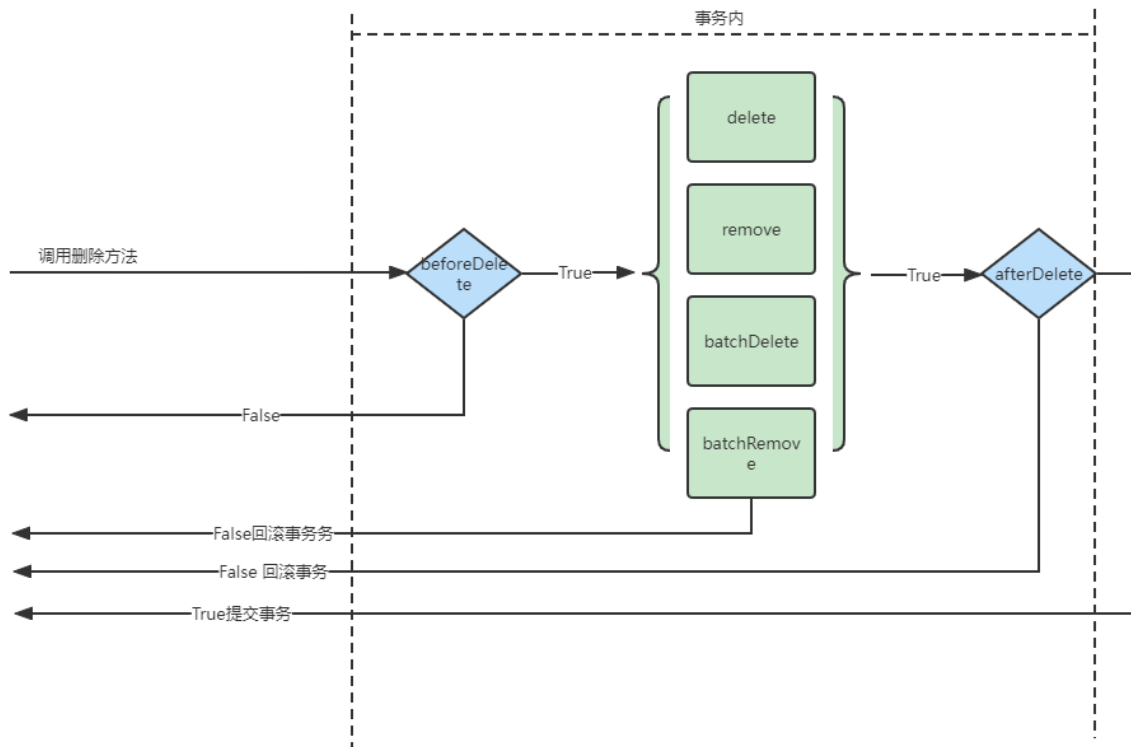 事务内
delete
remove
调用删除方法
beforeDele
te
True
True
afterDelete
batchDelete
False
batchRemov
e
False回滚事务务
False 回滚事务
True提交事务